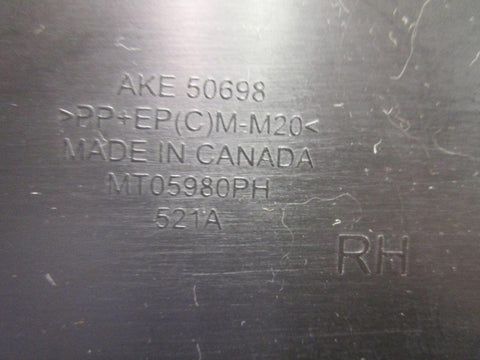 AKE 50698
>PP+EP(C)M-M20<
MADE IN CANADA
MT05980PH
521A
RH